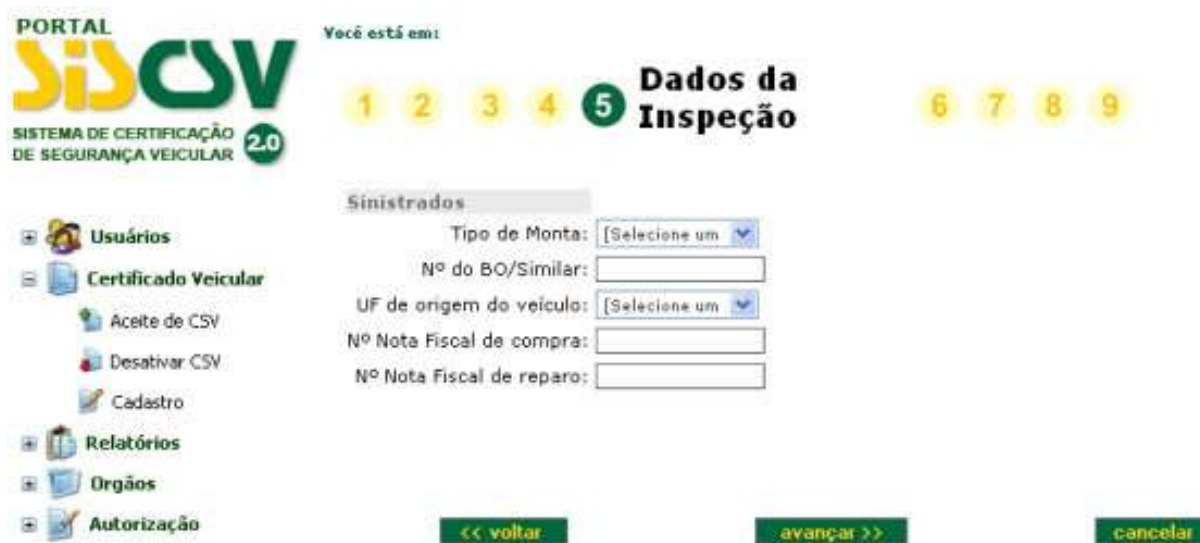 PORTAL
SiSCSV
SISTEMA DE CERTIFICAÇÃO
DE SEGURANÇA VEICULAR 2.0
Você está em:
1 2 3 4 5 Dados da
Inspeção 6 7 8 9
Usuários
Certificado Veicular
Aceite de CSV
Desativar CSV
Cadastro
Relatórios
Orgãos
Autorização
Sinistrados
Tipo de Monta: [Selecione um
Nº do BO/Similar:
UF de origem do veículo: [Selecione um
Nº Nota Fiscal de compra:
Nº Nota Fiscal de reparo:
<< voltar avançar >> cancelar